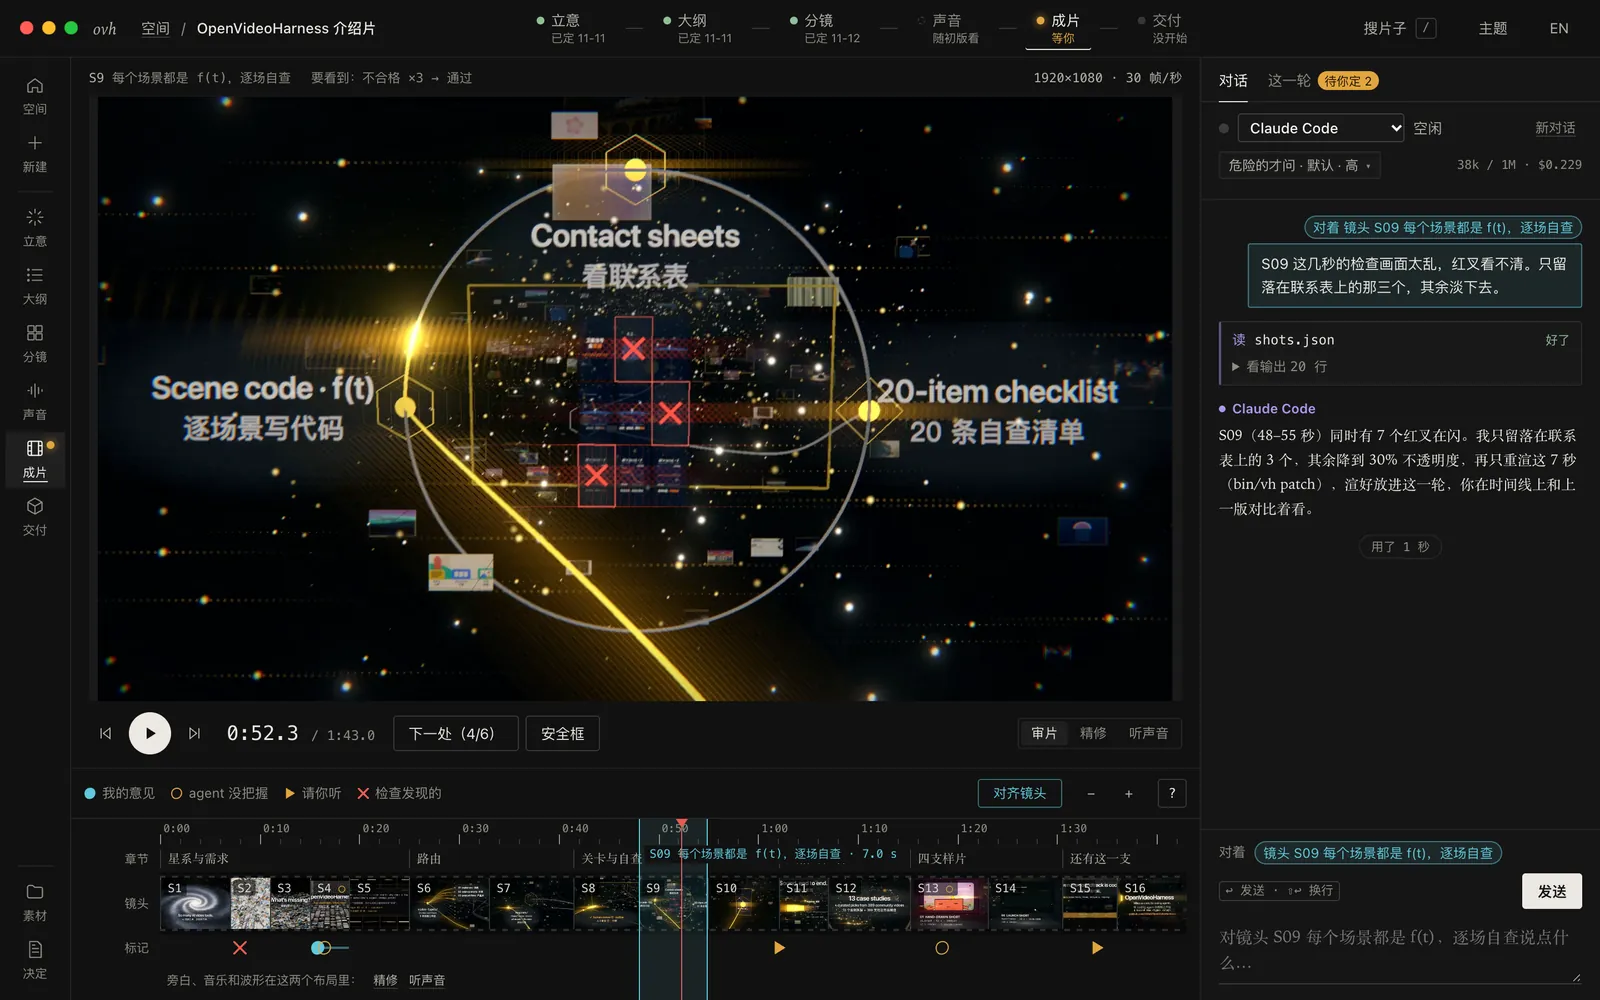 ovh 空间 / OpenVideoHarness 介绍片
立意 已定 11-11
大纲 已定 11-11
分镜 已定 11-12
声音 随初版看
成片 等你
交付 没开始
搜片子 /
主题
EN
空间
新建
立意
大纲
分镜
声音
成片
交付
素材
决定
S9 每个场景都是 f(t)，逐场自查 要看到：不合格 ×3 → 通过
1920×1080 · 30 帧/秒
Contact sheets
看联系表
Scene code · f(t)
逐场景写代码
20-item checklist
20 条自查清单
0:52.3 / 1:43.0
下一处（4/6）
安全框
审片 精修 听声音
我的意见 agent 没把握 请你听 检查发现的
对齐镜头 − + ?
0:00 0:10 0:20 0:30 0:40 0:50 1:00 1:10 1:20 1:30
章节 星系与需求 路由 关卡与自查 四支样片 还有这一支
S09 每个场景都是 f(t)，逐场自查 · 7.0 s
镜头 S1 S2 S3 S4 S5 S6 S7 S8 S9 S10 S11 S12 S13 S14 S15 S16
13 case studies
OpenVideoHarness
标记
旁白、音乐和波形在这两个布局里： 精修 听声音
对话 这一轮 待你定 2
Claude Code 空闲 新对话
危险的才问 · 默认 · 高 38k / 1M · $0.229
对着 镜头 S09 每个场景都是 f(t)，逐场自查
S09 这几秒的检查画面太乱，红叉看不清。只留
落在联系表上的那三个，其余淡下去。
读 shots.json 好了
看输出 20 行
Claude Code
S09（48–55 秒）同时有 7 个红叉在闪。我只留落在联系
表上的 3 个，其余降到 30% 不透明度，再只重渲这 7 秒
（bin/vh patch），渲好放进这一轮，你在时间线上和上
一版对比着看。
用了 1 秒
对着 镜头 S09 每个场景都是 f(t)，逐场自查
↩ 发送 · ⇧↩ 换行
发送
对镜头 S09 每个场景都是 f(t)，逐场自查说点什
么…